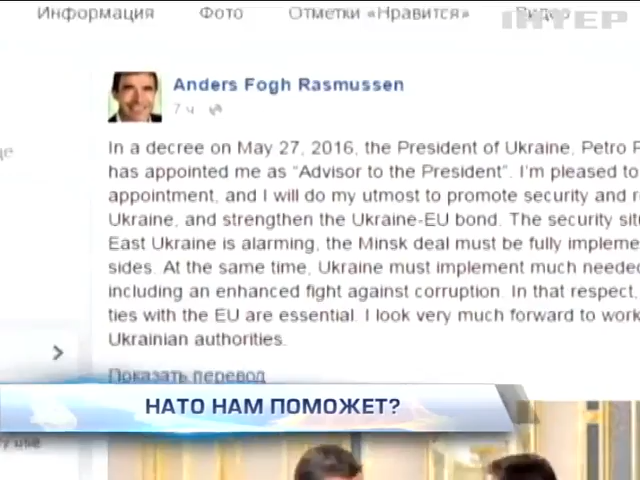 Информация Фото Отметки «Нравится»
ІНТЕР
Anders Fogh Rasmussen
7 ч
In a decree on May 27, 2016, the President of Ukraine, Petro P
has appointed me as “Advisor to the President”. I'm pleased to
appointment, and I will do my utmost to promote security and r
Ukraine, and strengthen the Ukraine-EU bond. The security sit
East Ukraine is alarming, the Minsk deal must be fully impleme
sides. At the same time, Ukraine must implement much needed
including an enhanced fight against corruption. In that respect,
ties with the EU are essential. I look very much forward to work
Ukrainian authorities.
Показать перевод
НАТО НАМ ПОМОЖЕТ?